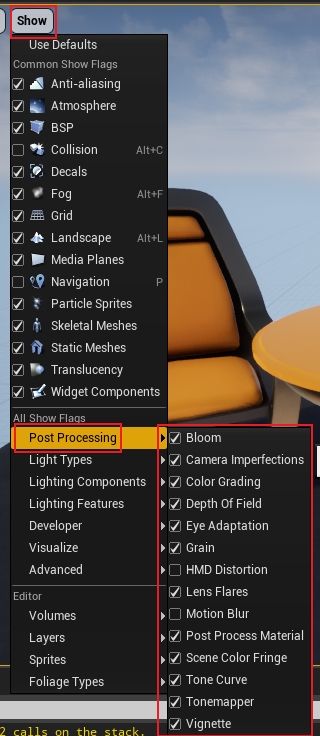 Show
Use Defaults
Common Show Flags
Anti-aliasing
Atmosphere
BSP
Collision Alt+C
Decals
Fog Alt+F
Grid
Landscape Alt+L
Media Planes
Navigation P
Particle Sprites
Skeletal Meshes
Static Meshes
Translucency
Widget Components
All Show Flags
Post Processing
Light Types
Lighting Components
Lighting Features
Developer
Visualize
Advanced
Editor
Volumes
Layers
Sprites
Foliage Types
Bloom
Camera Imperfections
Color Grading
Depth Of Field
Eye Adaptation
Grain
HMD Distortion
Lens Flares
Motion Blur
Post Process Material
Scene Color Fringe
Tone Curve
Tonemapper
Vignette
2 calls on the stack.